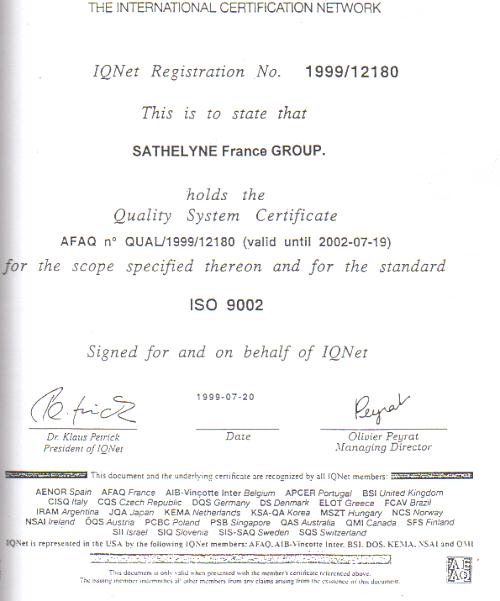 THE INTERNATIONAL CERTIFICATION NETWORK
IQNet Registration No. 1999/12180
This is to state that
SATHELYNE France GROUP.
holds the
Quality System Certificate
AFAQ n° QUAL/1999/12180 (valid until 2002-07-19)
for the scope specified thereon and for the standard
ISO 9002
Signed for and on behalf of IQNet
1999-07-20
Peyrat
Dr. Klaus Petrick Date Olivier Peyrat
President of IQNet Managing Director
This document and the underlying certificate are recognized by all IQNet members:
AENOR Spain AFAQ France AIB-Vinçotte Inter Belgium APCER Portugal BSI United Kingdom
CISQ Italy CQS Czech Republic DQS Germany DS Denmark ELOT Greece FCAV Brazil
IRAM Argentina JQA Japan KEMA Netherlands KSA-QA Korea MSZT Hungary NCS Norway
NSAI Ireland ÖQS Austria PCBC Poland PSB Singapore QAS Australia QMI Canada SFS Finland
SII Israel SIQ Slovenia SIS-SAQ Sweden SQS Switzerland
IQNet is represented in the USA by the following IQNet Members: AFAQ, AIB-Vinçotte Inter, BSI, DQS, KEMA, NSAI and QMI
This document is only valid when presented with the member's certificate referenced above.
The issuing member indemnifies all other members from any claims arising from the existence of this document.